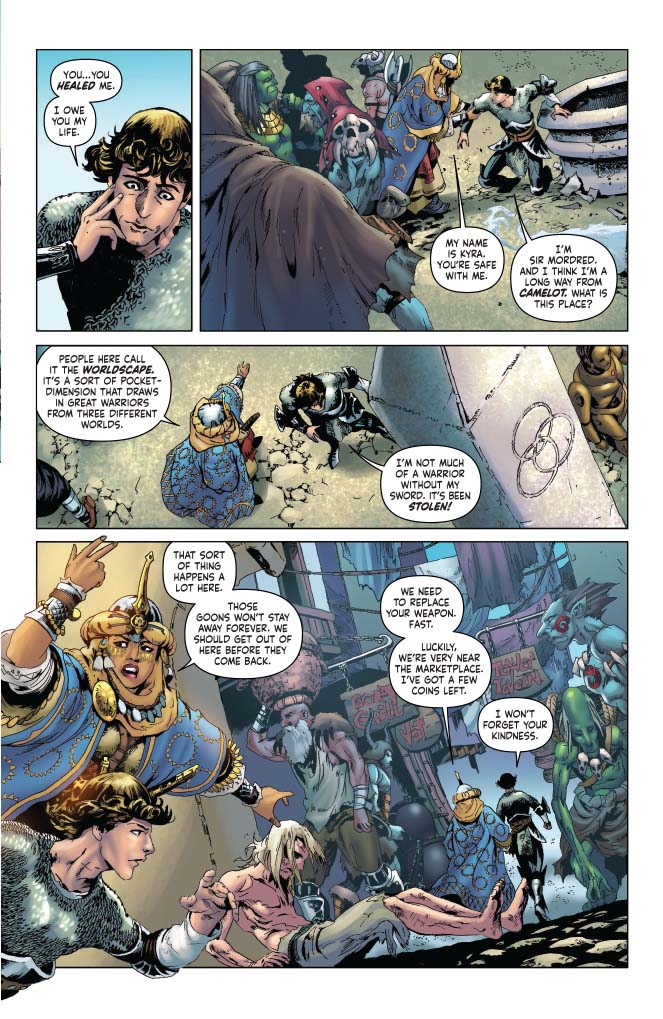 YOU...YOU
HEALED ME.
I OWE
YOU MY
LIFE.
MY NAME
IS KYRA.
YOU'RE SAFE
WITH ME.
I'M
SIR MORDRED.
AND I THINK I'M A
LONG WAY FROM
CAMELOT. WHAT IS
THIS PLACE?
PEOPLE HERE CALL
IT THE WORLDSCAPE.
IT'S A SORT OF POCKET-
DIMENSION THAT DRAWS
IN GREAT WARRIORS
FROM THREE DIFFERENT
WORLDS.
I'M NOT MUCH
OF A WARRIOR
WITHOUT MY
SWORD. IT'S BEEN
STOLEN!
THAT SORT
OF THING
HAPPENS A
LOT HERE.
THOSE
GOONS WON'T STAY
AWAY FOREVER. WE
SHOULD GET OUT OF
HERE BEFORE THEY
COME BACK.
WE NEED
TO REPLACE
YOUR WEAPON.
FAST.
LUCKILY,
WE'RE VERY NEAR
THE MARKETPLACE.
I'VE GOT A FEW
COINS LEFT.
I WON'T
FORGET YOUR
KINDNESS.